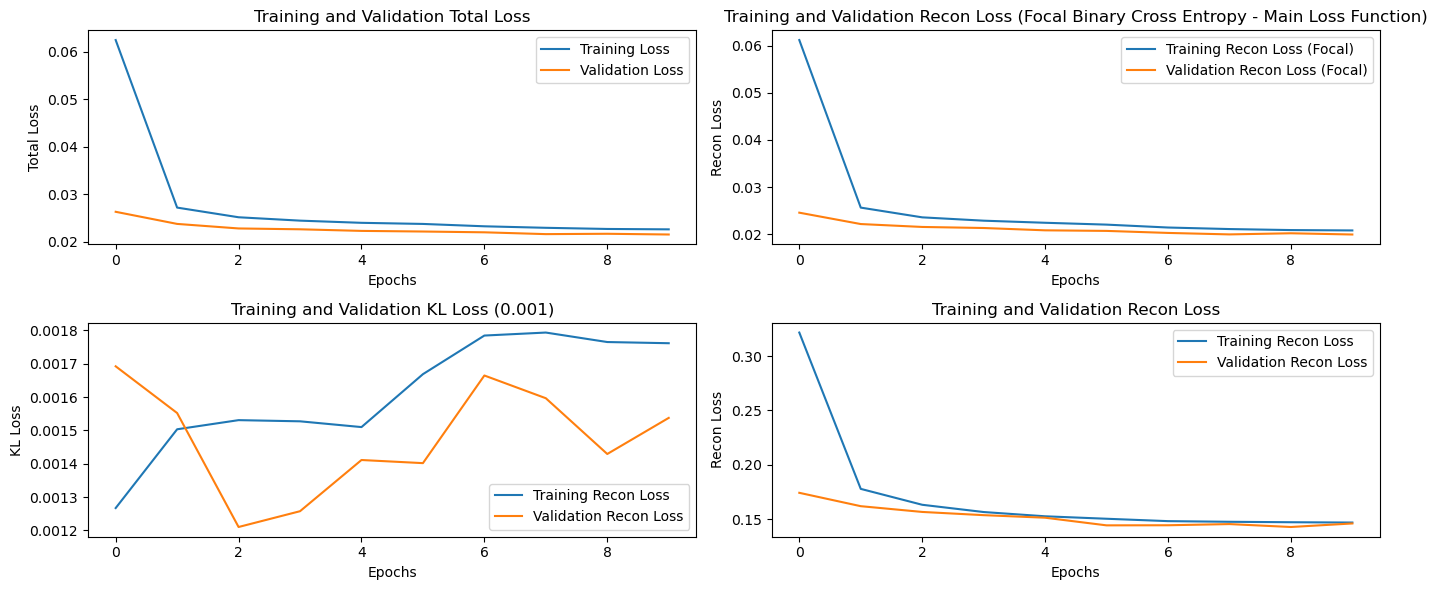 Training and Validation Total Loss
Total Loss
0.06
0.05
0.04
0.03
0.02
Training Loss
Validation Loss
0 2 4 6 8
Epochs
Training and Validation Recon Loss (Focal Binary Cross Entropy - Main Loss Function)
Recon Loss
0.06
0.05
0.04
0.03
0.02
Training Recon Loss (Focal)
Validation Recon Loss (Focal)
0 2 4 6 8
Epochs
Training and Validation KL Loss (0.001)
KL Loss
0.0018
0.0017
0.0016
0.0015
0.0014
0.0013
0.0012
Training Recon Loss
Validation Recon Loss
0 2 4 6 8
Epochs
Training and Validation Recon Loss
Recon Loss
0.30
0.25
0.20
0.15
Training Recon Loss
Validation Recon Loss
0 2 4 6 8
Epochs